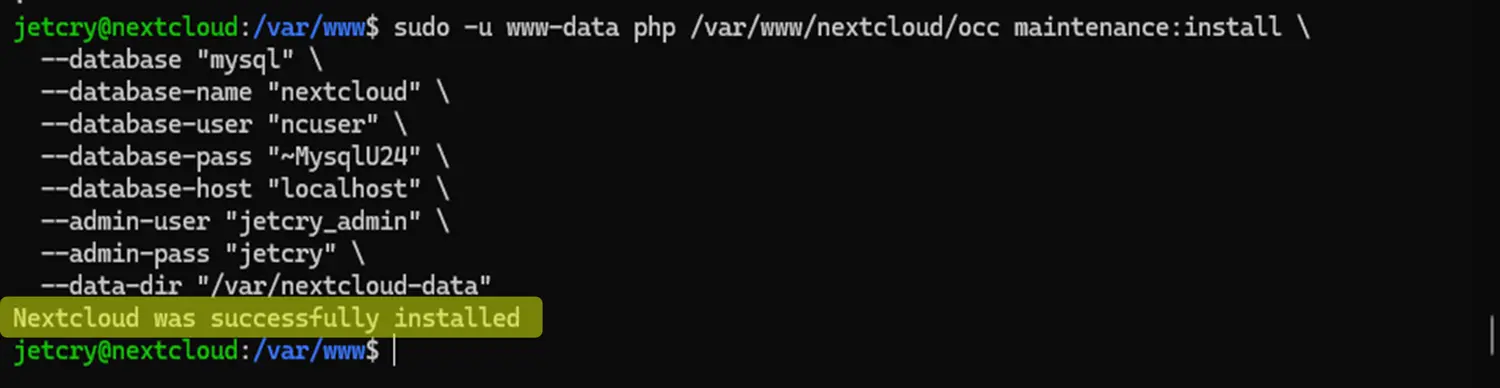 jetcry@nextcloud:/var/www$ sudo -u www-data php /var/www/nextcloud/occ maintenance:install \
--database "mysql" \
--database-name "nextcloud" \
--database-user "ncuser" \
--database-pass "~MysqlU24" \
--database-host "localhost" \
--admin-user "jetcry_admin" \
--admin-pass "jetcry" \
--data-dir "/var/nextcloud-data"
Nextcloud was successfully installed
jetcry@nextcloud:/var/www$